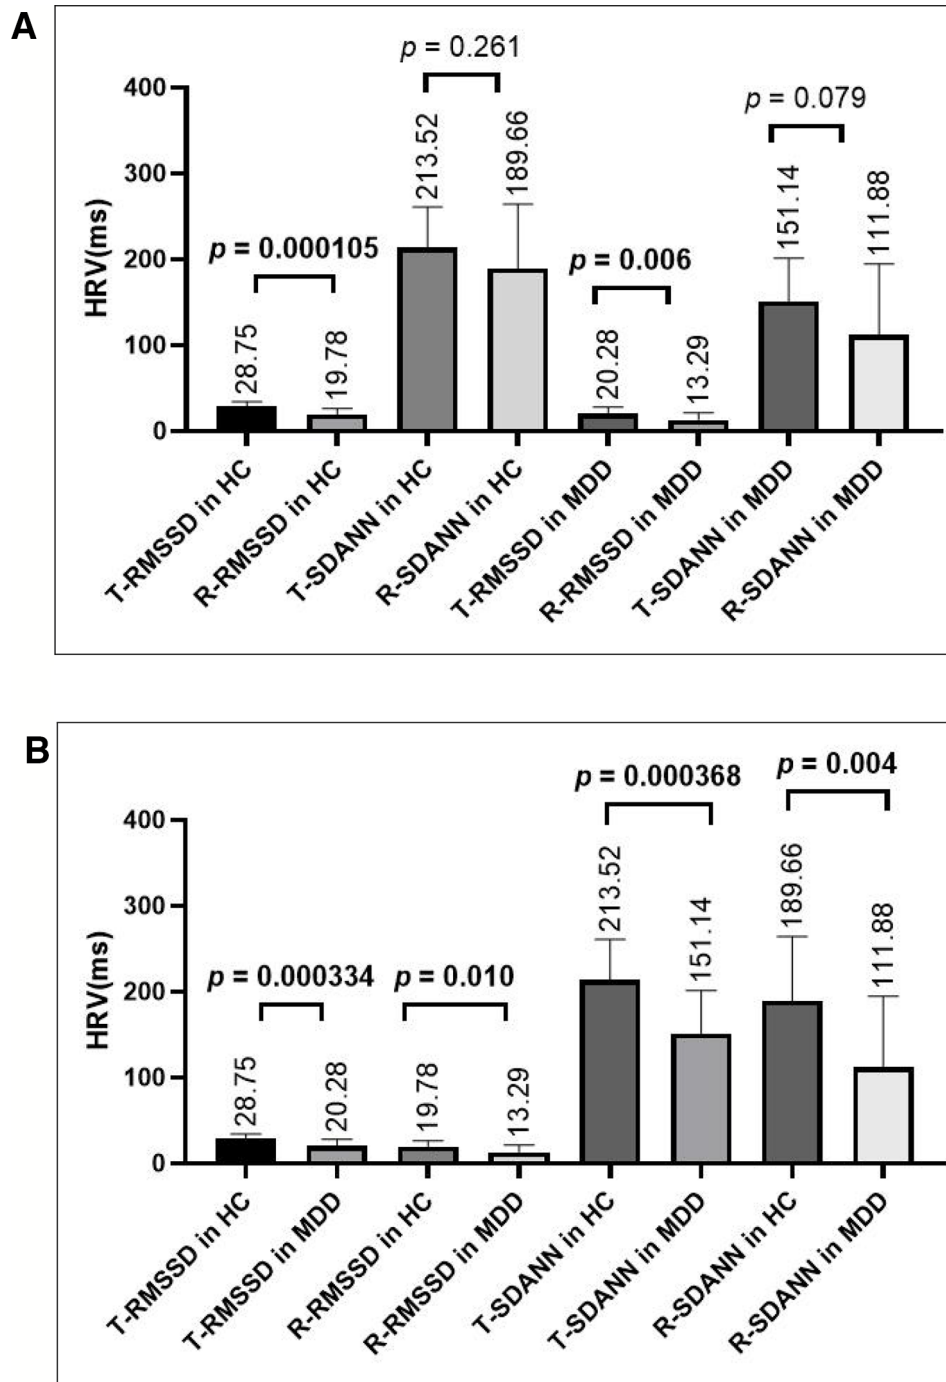 A
p = 0.261
p = 0.079
400
300
200
100
0
HRV(ms)
p = 0.000105
p = 0.006
28.75
19.78
213.52
189.66
20.28
13.29
151.14
111.88
T-RMSSD in HC
R-RMSSD in HC
T-SDANN in HC
R-SDANN in HC
T-RMSSD in MDD
R-RMSSD in MDD
T-SDANN in MDD
R-SDANN in MDD
B
p = 0.000368
p = 0.004
400
300
200
100
0
HRV(ms)
p = 0.000334
p = 0.010
28.75
20.28
19.78
13.29
213.52
151.14
189.66
111.88
T-RMSSD in HC
T-RMSSD in MDD
R-RMSSD in HC
R-RMSSD in MDD
T-SDANN in HC
T-SDANN in MDD
R-SDANN in HC
R-SDANN in MDD